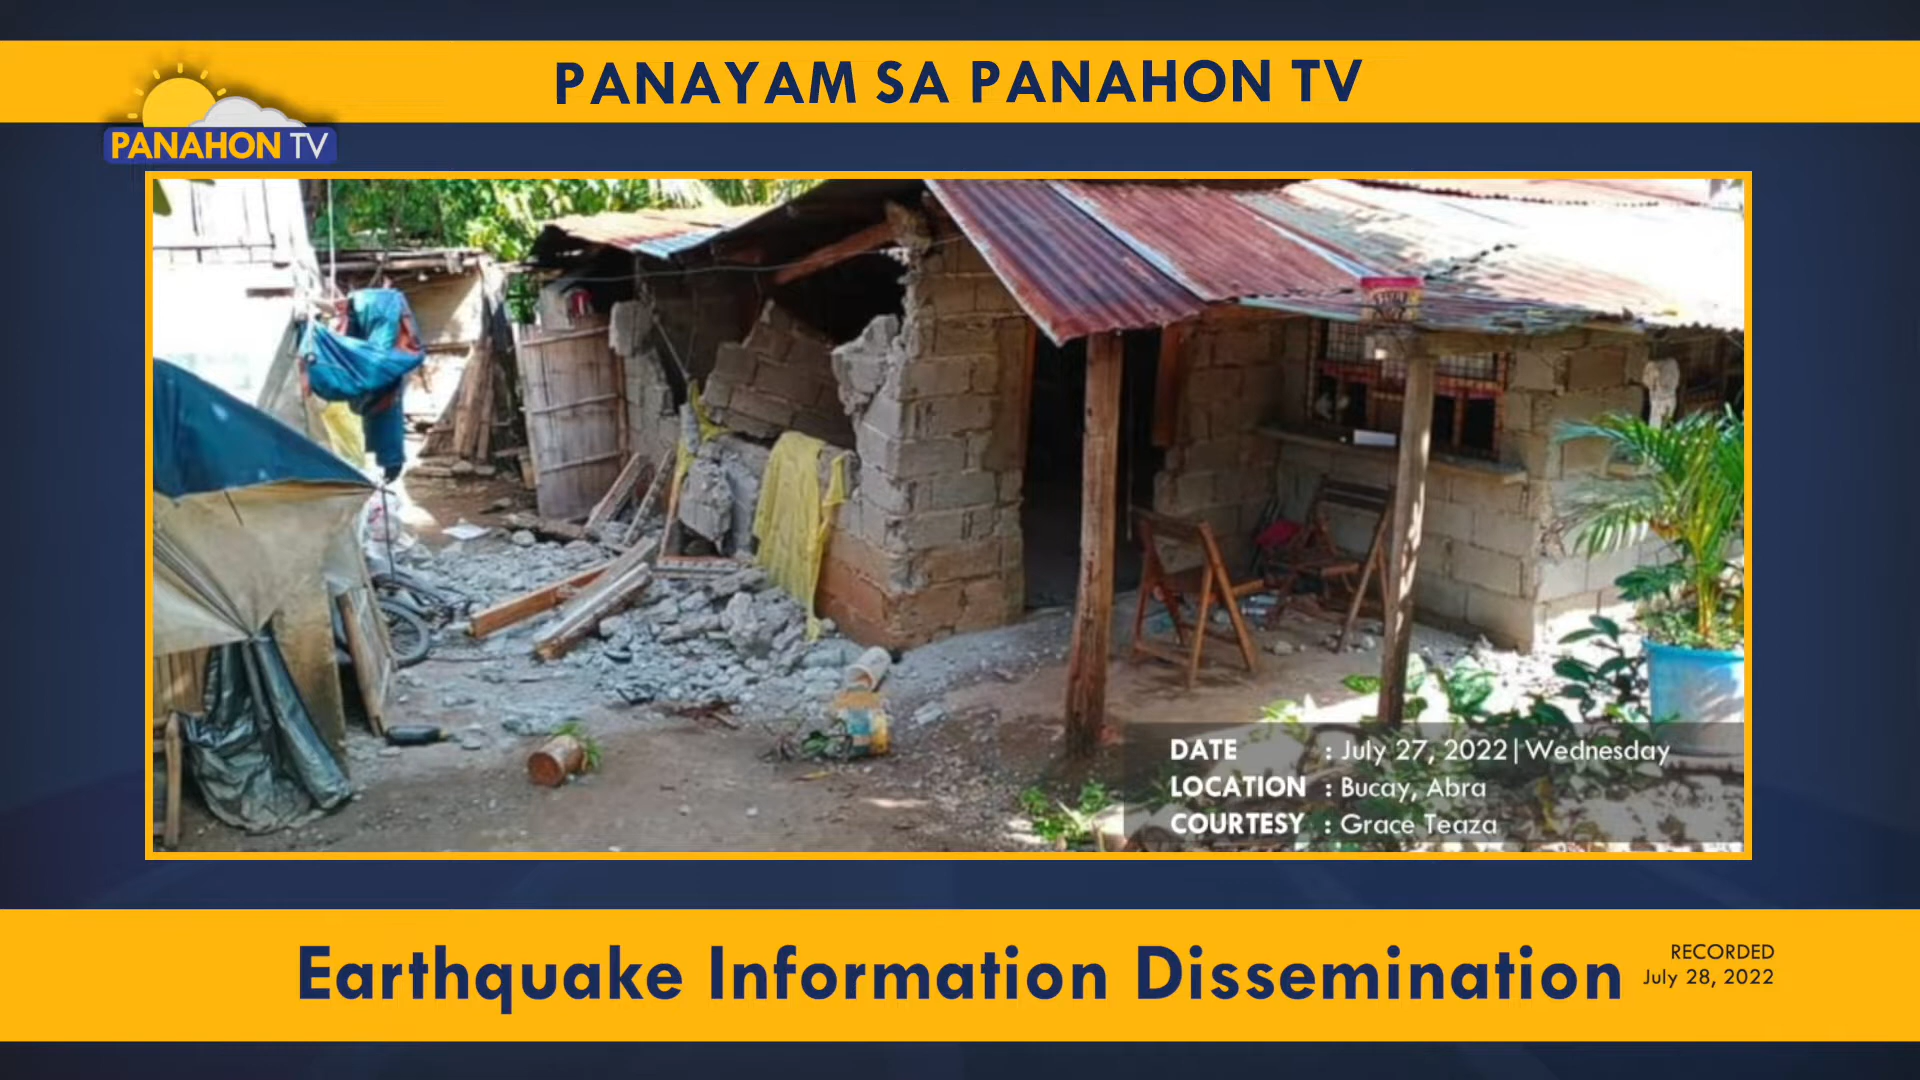 PANAYAM SA PANAHON TV
PANAHON TV
DATE : July 27, 2022|Wednesday
LOCATION : Bucay, Abra
COURTESY : Grace Teaza
Earthquake Information Dissemination
RECORDED
July 28, 2022